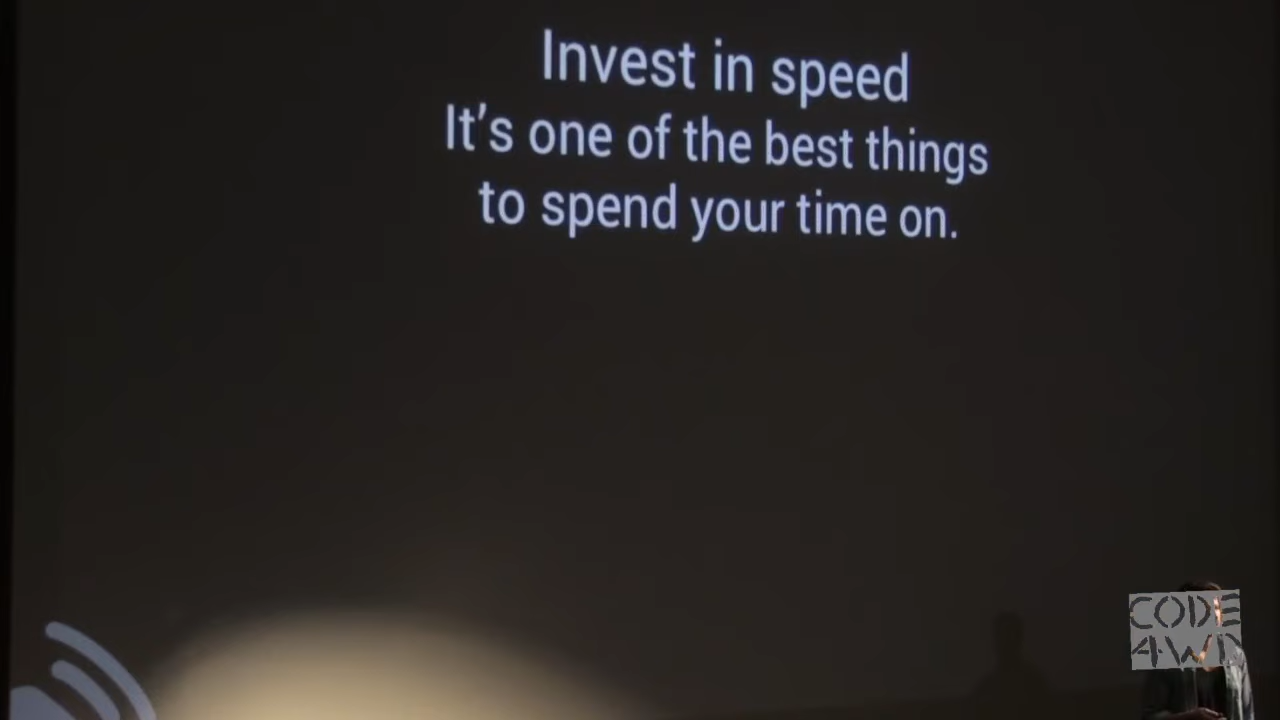 Invest in speed
It's one of the best things
to spend your time on.
CODE
4WD